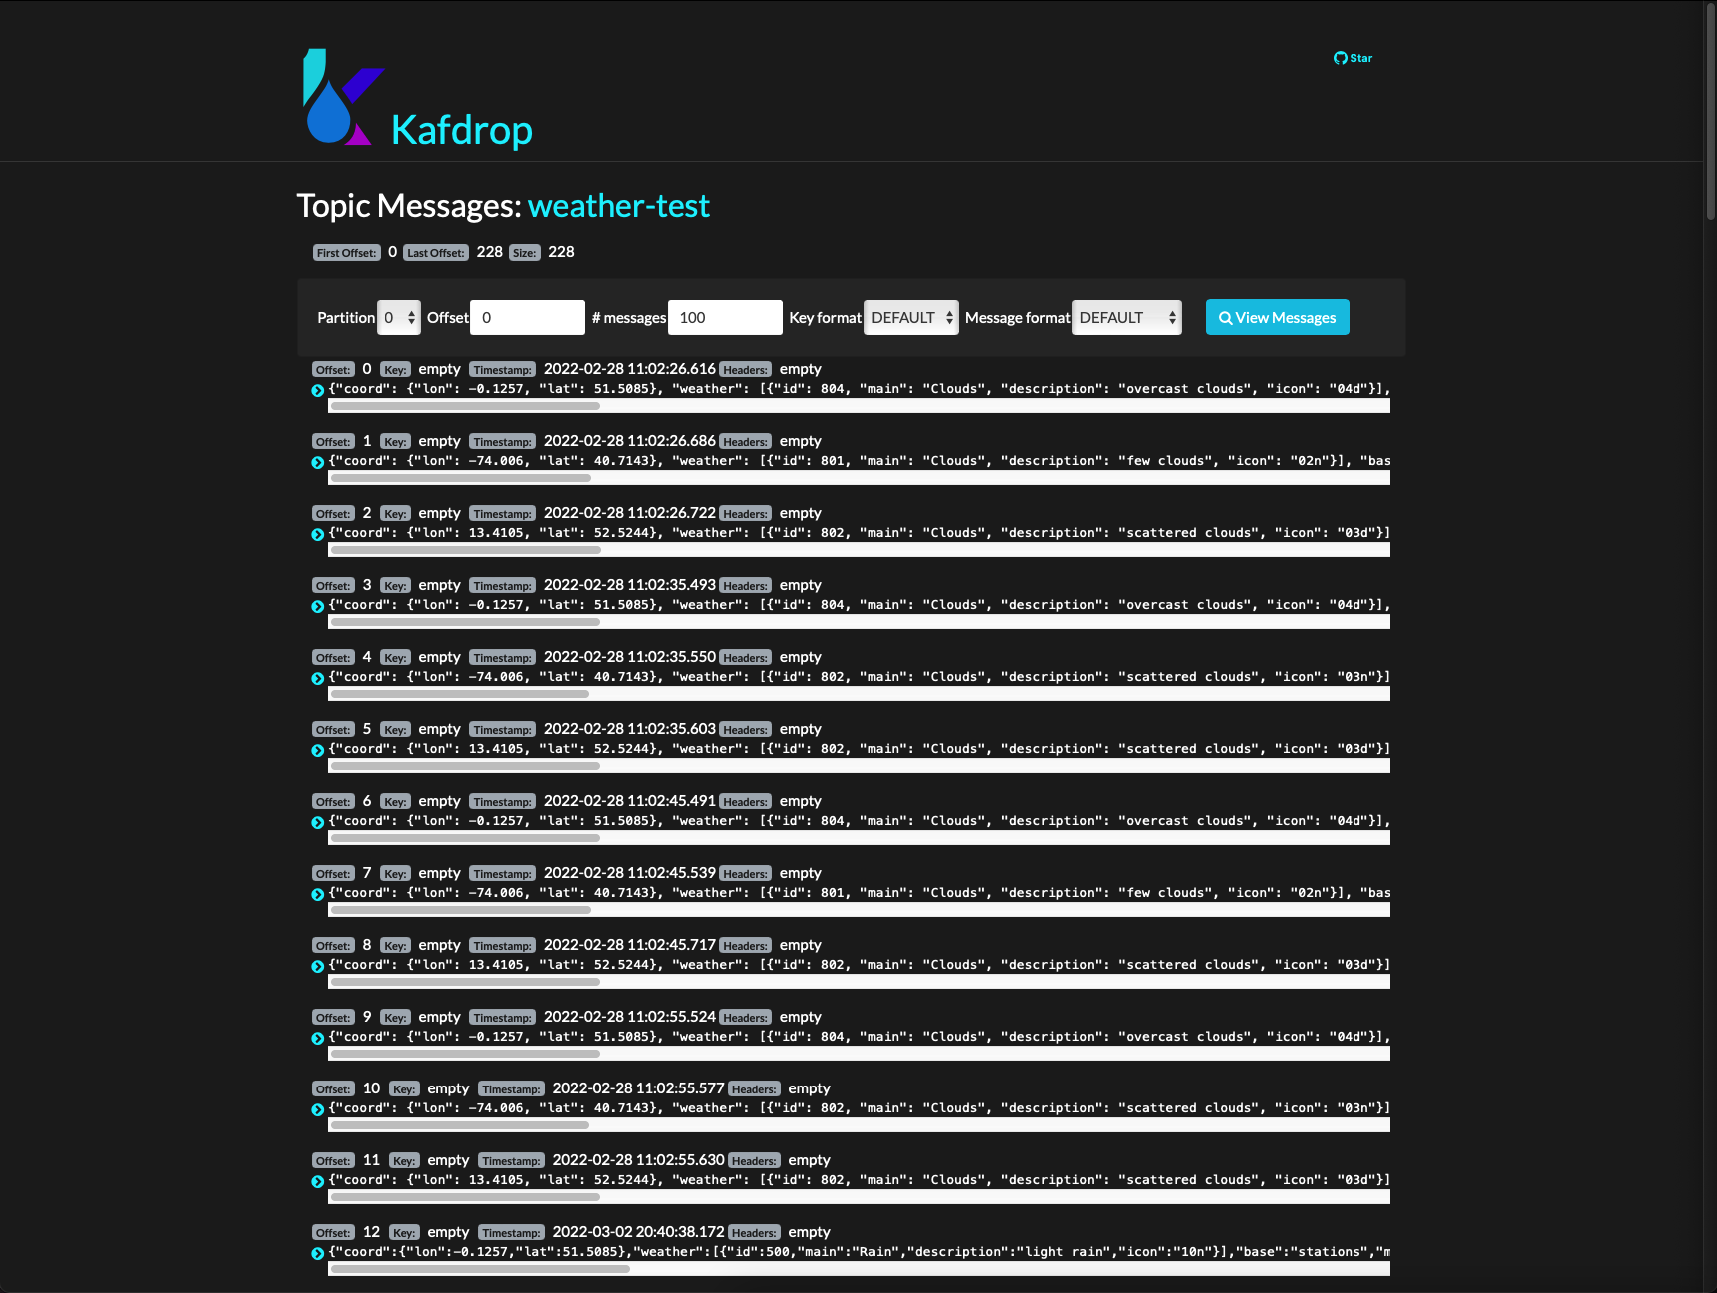 Star
Kafdrop
Topic Messages: weather-test
First Offset: 0 Last Offset: 228 Size: 228
Partition 0 Offset 0 # messages 100 Key format DEFAULT Message format DEFAULT View Messages
Offset: 0 Key: empty Timestamp: 2022-02-28 11:02:26.616 Headers: empty
{"coord": {"lon": -0.1257, "lat": 51.5085}, "weather": [{"id": 804, "main": "Clouds", "description": "overcast clouds", "icon": "04d"}],
Offset: 1 Key: empty Timestamp: 2022-02-28 11:02:26.686 Headers: empty
{"coord": {"lon": -74.006, "lat": 40.7143}, "weather": [{"id": 801, "main": "Clouds", "description": "few clouds", "icon": "02n"}], "bas
Offset: 2 Key: empty Timestamp: 2022-02-28 11:02:26.722 Headers: empty
{"coord": {"lon": 13.4105, "lat": 52.5244}, "weather": [{"id": 802, "main": "Clouds", "description": "scattered clouds", "icon": "03d"}]
Offset: 3 Key: empty Timestamp: 2022-02-28 11:02:35.493 Headers: empty
{"coord": {"lon": -0.1257, "lat": 51.5085}, "weather": [{"id": 804, "main": "Clouds", "description": "overcast clouds", "icon": "04d"}],
Offset: 4 Key: empty Timestamp: 2022-02-28 11:02:35.550 Headers: empty
{"coord": {"lon": -74.006, "lat": 40.7143}, "weather": [{"id": 802, "main": "Clouds", "description": "scattered clouds", "icon": "03n"}]
Offset: 5 Key: empty Timestamp: 2022-02-28 11:02:35.603 Headers: empty
{"coord": {"lon": 13.4105, "lat": 52.5244}, "weather": [{"id": 802, "main": "Clouds", "description": "scattered clouds", "icon": "03d"}]
Offset: 6 Key: empty Timestamp: 2022-02-28 11:02:45.491 Headers: empty
{"coord": {"lon": -0.1257, "lat": 51.5085}, "weather": [{"id": 804, "main": "Clouds", "description": "overcast clouds", "icon": "04d"}],
Offset: 7 Key: empty Timestamp: 2022-02-28 11:02:45.539 Headers: empty
{"coord": {"lon": -74.006, "lat": 40.7143}, "weather": [{"id": 801, "main": "Clouds", "description": "few clouds", "icon": "02n"}], "bas
Offset: 8 Key: empty Timestamp: 2022-02-28 11:02:45.717 Headers: empty
{"coord": {"lon": 13.4105, "lat": 52.5244}, "weather": [{"id": 802, "main": "Clouds", "description": "scattered clouds", "icon": "03d"}]
Offset: 9 Key: empty Timestamp: 2022-02-28 11:02:55.524 Headers: empty
{"coord": {"lon": -0.1257, "lat": 51.5085}, "weather": [{"id": 804, "main": "Clouds", "description": "overcast clouds", "icon": "04d"}],
Offset: 10 Key: empty Timestamp: 2022-02-28 11:02:55.577 Headers: empty
{"coord": {"lon": -74.006, "lat": 40.7143}, "weather": [{"id": 802, "main": "Clouds", "description": "scattered clouds", "icon": "03n"}]
Offset: 11 Key: empty Timestamp: 2022-02-28 11:02:55.630 Headers: empty
{"coord": {"lon": 13.4105, "lat": 52.5244}, "weather": [{"id": 802, "main": "Clouds", "description": "scattered clouds", "icon": "03d"}]
Offset: 12 Key: empty Timestamp: 2022-03-02 20:40:38.172 Headers: empty
{"coord":{"lon":-0.1257,"lat":51.5085},"weather":[{"id":500,"main":"Rain","description":"light rain","icon":"10n"}],"base":"stations","m